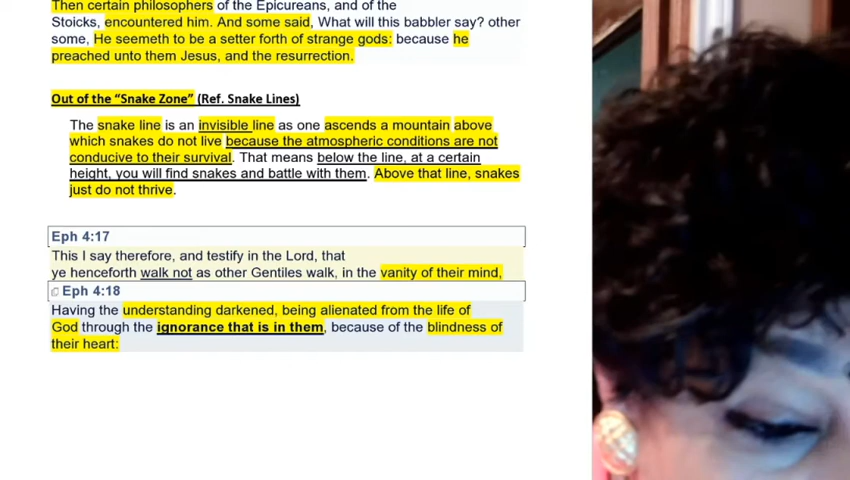 Then certain philosophers of the Epicureans, and of the
Stoicks, encountered him. And some said, What will this babbler say? other
some, He seemeth to be a setter forth of strange gods: because he
preached unto them Jesus, and the resurrection.
Out of the “Snake Zone” (Ref. Snake Lines)
The snake line is an invisible line as one ascends a mountain above
which snakes do not live because the atmospheric conditions are not
conducive to their survival. That means below the line, at a certain
height, you will find snakes and battle with them. Above that line, snakes
just do not thrive.
Eph 4:17
This I say therefore, and testify in the Lord, that
ye henceforth walk not as other Gentiles walk, in the vanity of their mind,
Eph 4:18
Having the understanding darkened, being alienated from the life of
God through the ignorance that is in them, because of the blindness of
their heart: